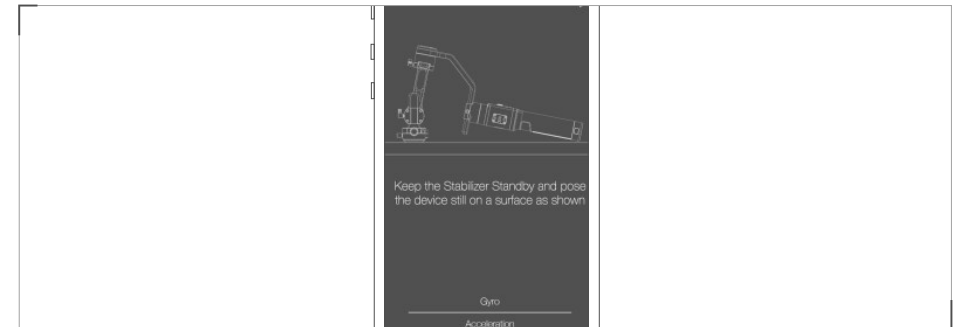 Keep the Stabilizer Standby and pose
the device still on a surface as shown
Gyro
Acceleration